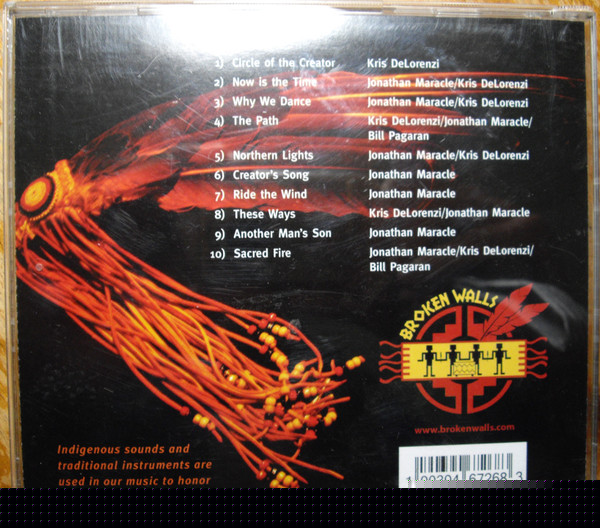 1) Circle of the Creator Kris DeLorenzi
2) Now is the Time Jonathan Maracle/Kris DeLorenzi
3) Why We Dance Jonathan Maracle/Kris DeLorenzi
4) The Path Kris DeLorenzi/Jonathan Maracle/
Bill Pagaran
5) Northern Lights Jonathan Maracle/Kris DeLorenzi
6) Creator's Song Jonathan Maracle
7) Ride the Wind Jonathan Maracle
8) These Ways Kris DeLorenzi/Jonathan Maracle
9) Another Man's Son Jonathan Maracle
10) Sacred Fire Jonathan Maracle/Kris DeLorenzi/
Bill Pagaran
BROKEN WALLS
www.brokenwalls.com
Indigenous sounds and
traditional instruments are
used in our music to honor
67268 3